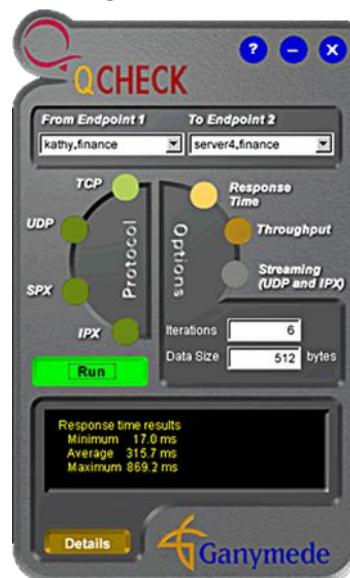 ? – X
QCHECK
From Endpoint 1 To Endpoint 2
kathy.finance server4.finance
TCP Response Time
UDP Throughput
SPX Streaming (UDP and IPX)
IPX
Protocol Options
Iterations 6
Data Size 512 bytes
Run
Response time results
Minimum 17.0 ms
Average 315.7 ms
Maximum 869.2 ms
Details
Ganymede